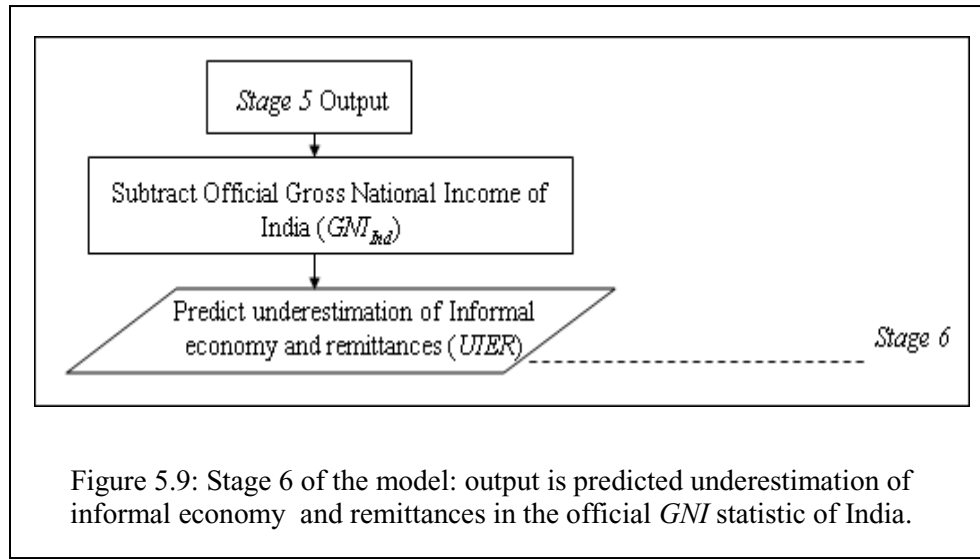 Stage 5 Output
Subtract Official Gross National Income of
India (GNI_Ind)
Predict underestimation of Informal
economy and remittances (UIER)
Stage 6
Figure 5.9: Stage 6 of the model: output is predicted underestimation of
informal economy and remittances in the official GNI statistic of India.